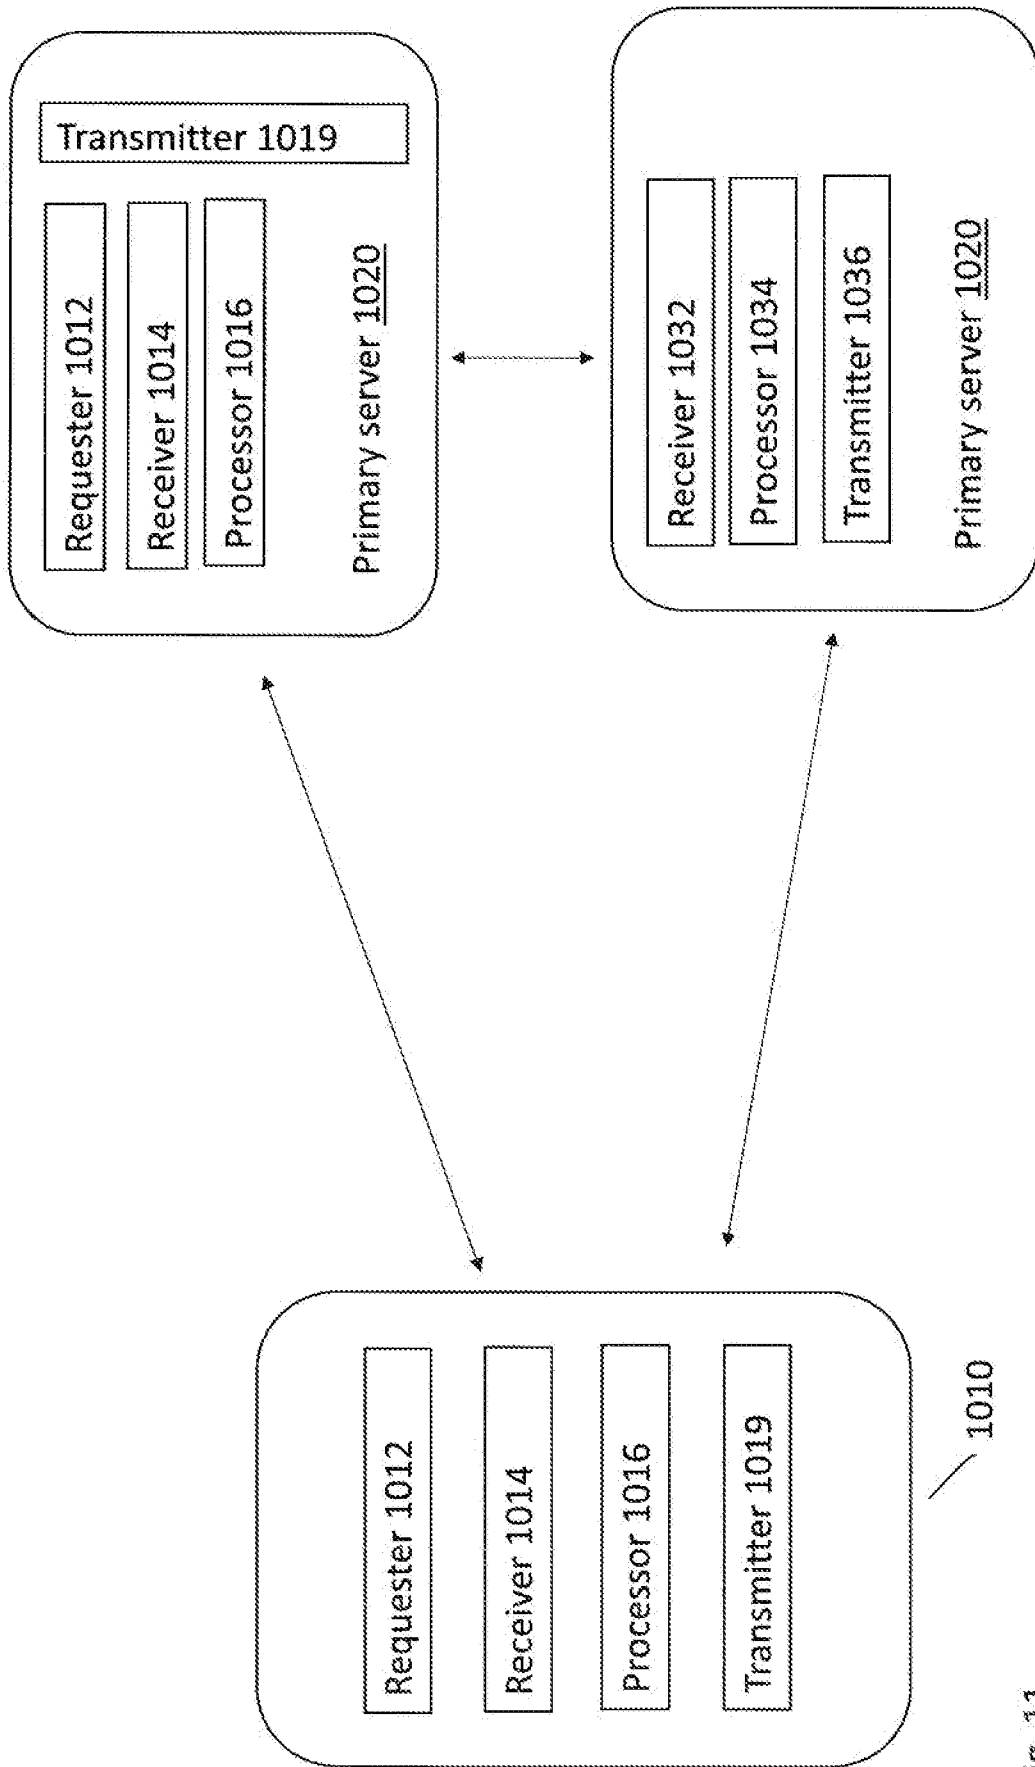 Requester 1012
Receiver 1014
Processor 1016
Transmitter 1019
1010
Requester 1012
Receiver 1014
Processor 1016
Transmitter 1019
Primary server 1020
Receiver 1032
Processor 1034
Transmitter 1036
Primary server 1020
11